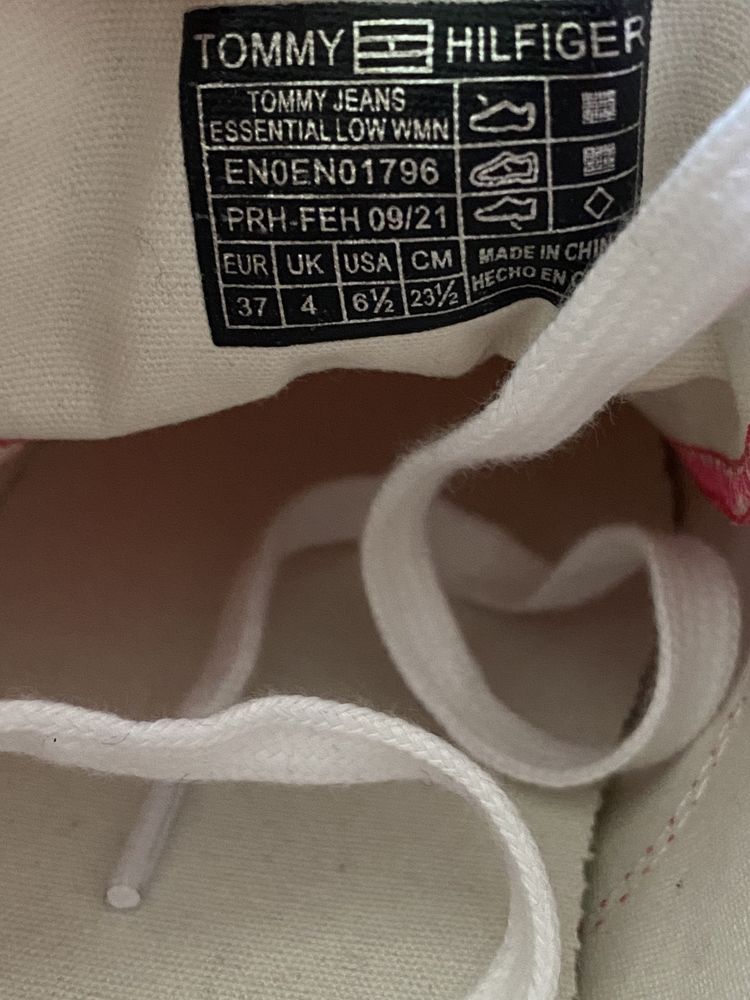 TOMMY HILFIGER
TOMMY JEANS
ESSENTIAL LOW WMN
EN0EN01796
PRH-FEH 09/21
EUR UK USA CM
37 4 6½ 23½
MADE IN
HECHO EN